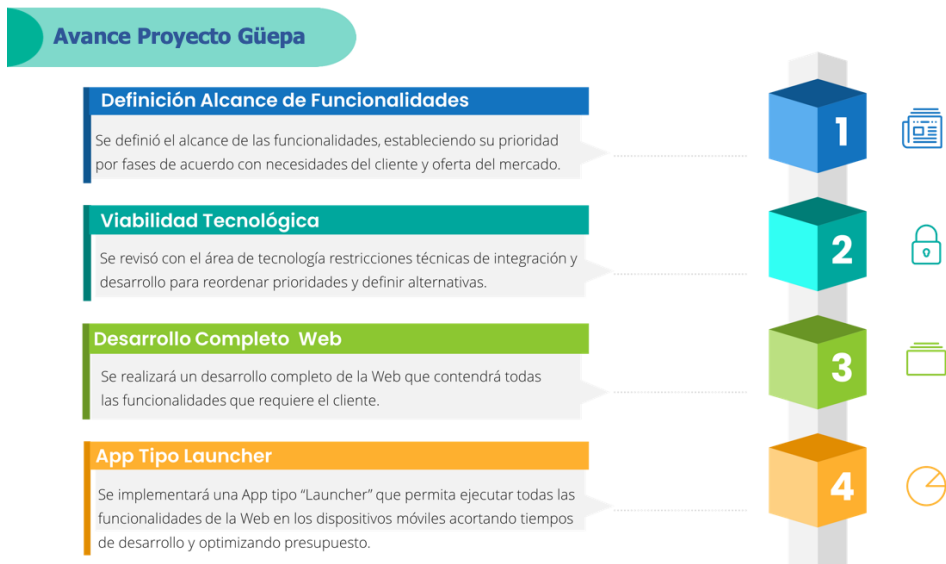 Avance Proyecto Güepa
Definición Alcance de Funcionalidades
Se definió el alcance de las funcionalidades, estableciendo su prioridad
por fases de acuerdo con necesidades del cliente y oferta del mercado.
1
Viabilidad Tecnológica
Se revisó con el área de tecnología restricciones técnicas de integración y
desarrollo para reordenar prioridades y definir alternativas.
2
Desarrollo Completo Web
Se realizará un desarrollo completo de la Web que contendrá todas
las funcionalidades que requiere el cliente.
3
App Tipo Launcher
Se implementará una App tipo “Launcher” que permita ejecutar todas las
funcionalidades de la Web en los dispositivos móviles acortando tiempos
de desarrollo y optimizando presupuesto.
4